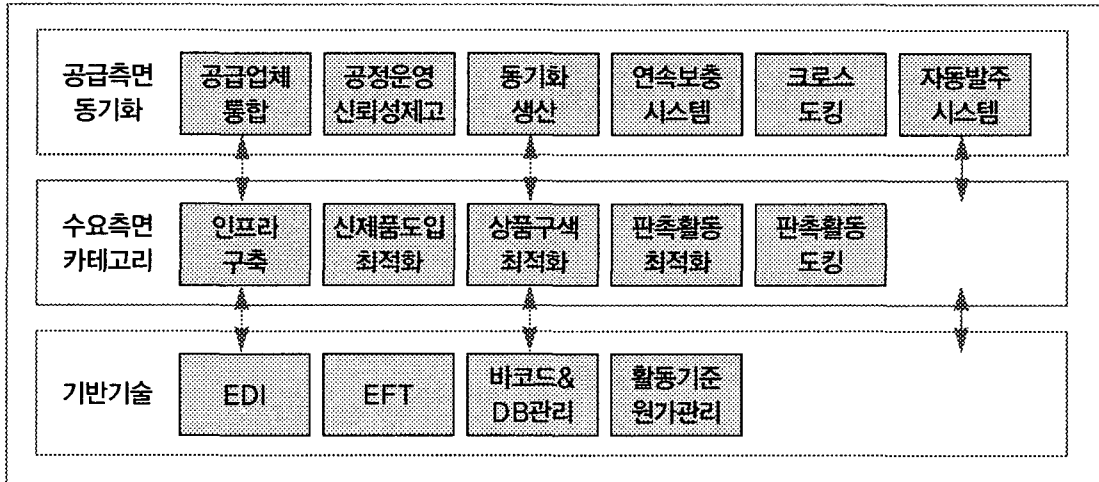 공급측면
동기화
공급업체
통합
공정운영
신뢰성제고
동기화
생산
연속보충
시스템
크로스
도킹
자동발주
시스템
수요측면
카테고리
인프라
구축
신제품도입
최적화
상품구색
최적화
판촉활동
최적화
판촉활동
도킹
기반기술
EDI
EFT
바코드&
DB관리
활동기준
원가관리